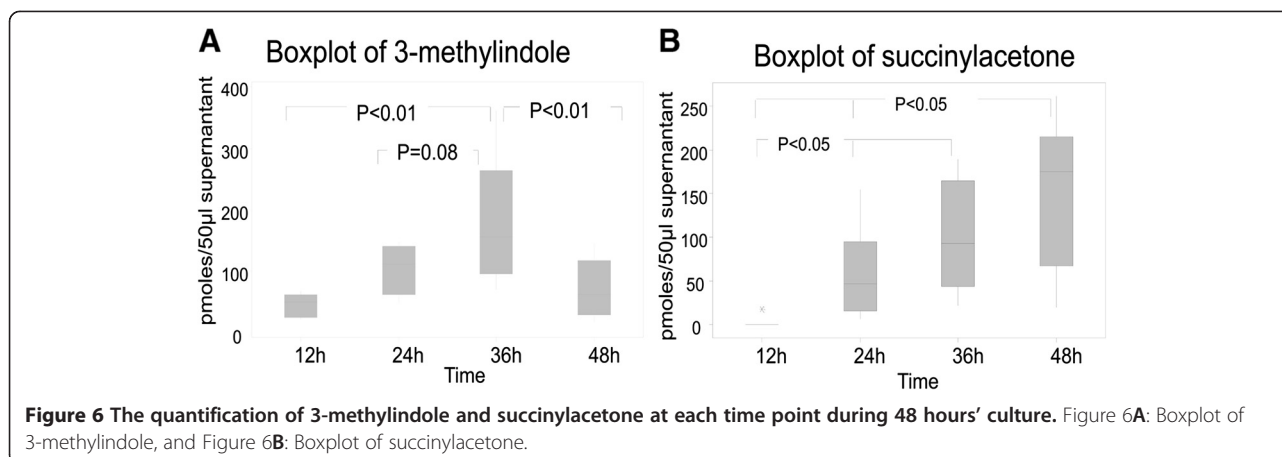 A
Boxplot of 3-methylindole
pmoles/50µl supernantant
400
300
200
100
0
P<0.01
P<0.01
P=0.08
12h 24h 36h 48h
Time
B
Boxplot of succinylacetone
pmoles/50µl supernantant
250
200
150
100
50
0
P<0.05
P<0.05
12h 24h 36h 48h
Time
Figure 6 The quantification of 3-methylindole and succinylacetone at each time point during 48 hours’ culture. Figure 6A: Boxplot of
3-methylindole, and Figure 6B: Boxplot of succinylacetone.